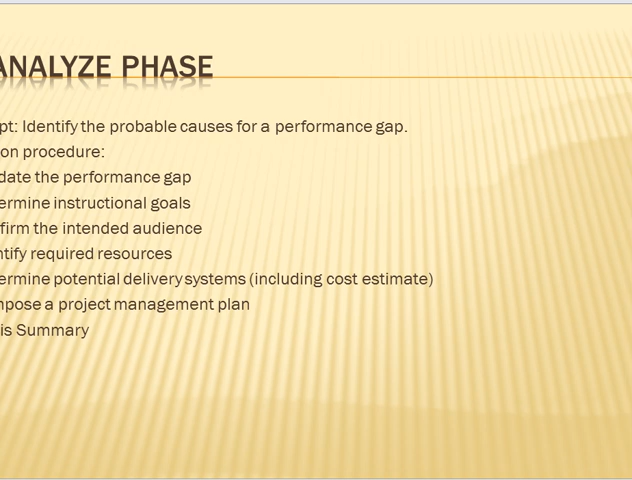 ANALYZE PHASE
pt: Identify the probable causes for a performance gap.
on procedure:
date the performance gap
ermine instructional goals
firm the intended audience
ntify required resources
ermine potential delivery systems (including cost estimate)
mpose a project management plan
is Summary